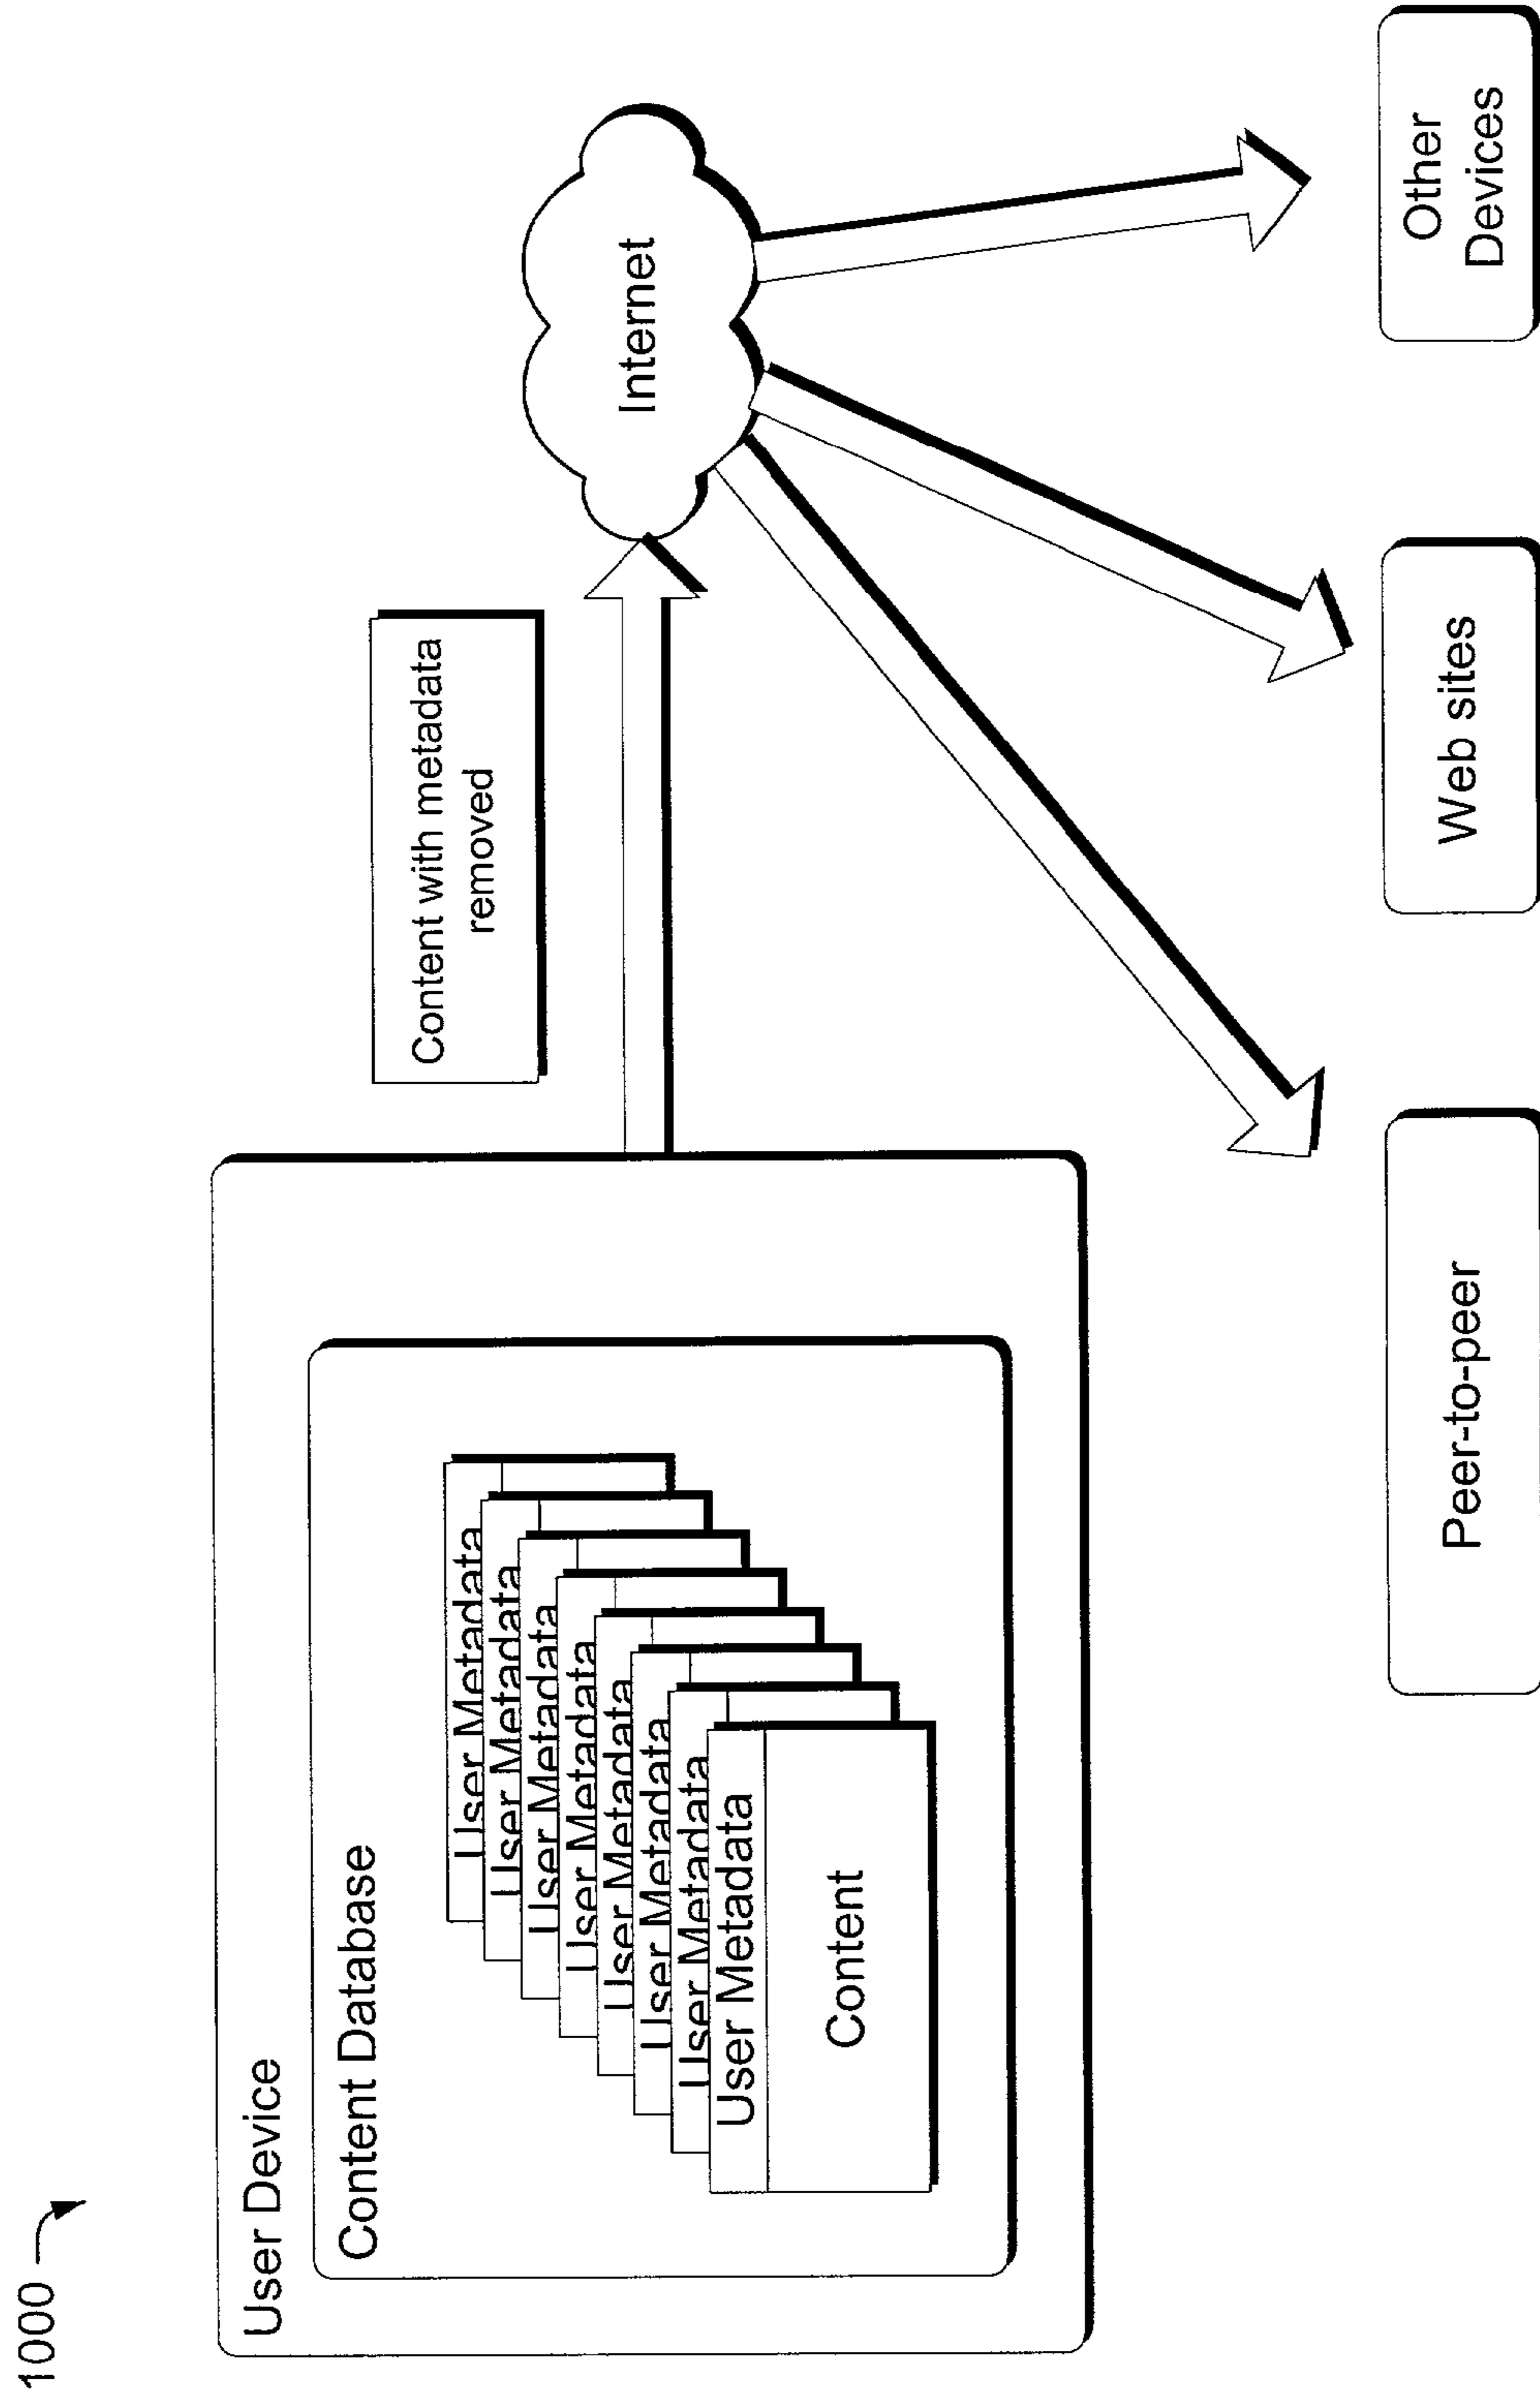 1000
User Device
Content Database
User Metadata
User Metadata
User Metadata
User Metadata
User Metadata
User Metadata
User Metadata
User Metadata
Content
Content with metadata
removed
Internet
Peer-to-peer
Web sites
Other
Devices